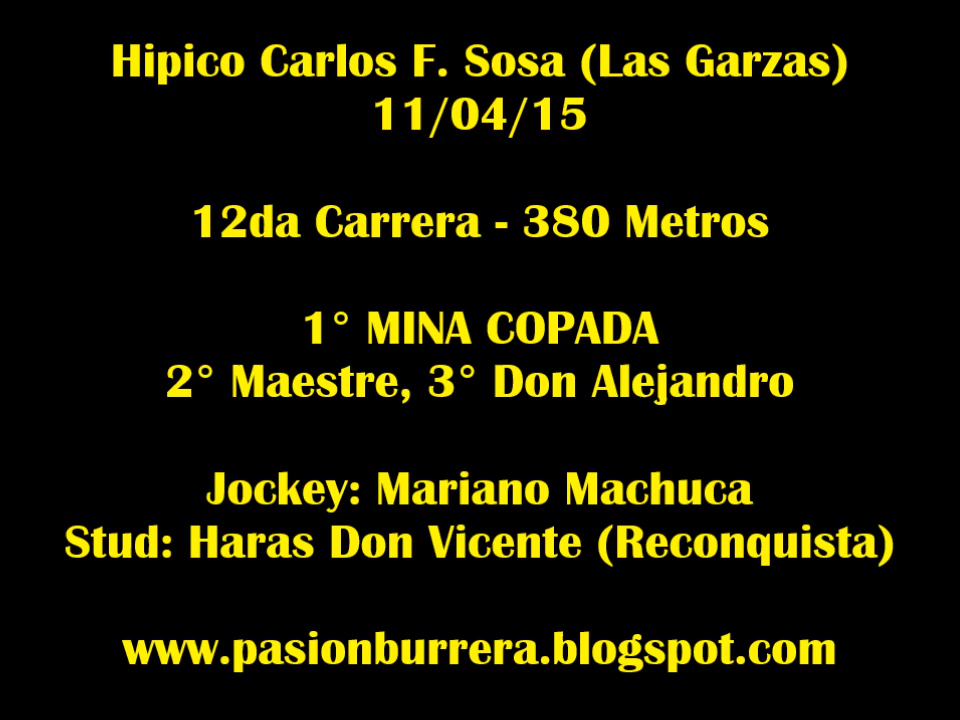 Hipico Carlos F. Sosa (Las Garzas)
11/04/15
12da Carrera - 380 Metros
1° MINA COPADA
2° Maestre, 3° Don Alejandro
Jockey: Mariano Machuca
Stud: Haras Don Vicente (Reconquista)
www.pasionburrera.blogspot.com